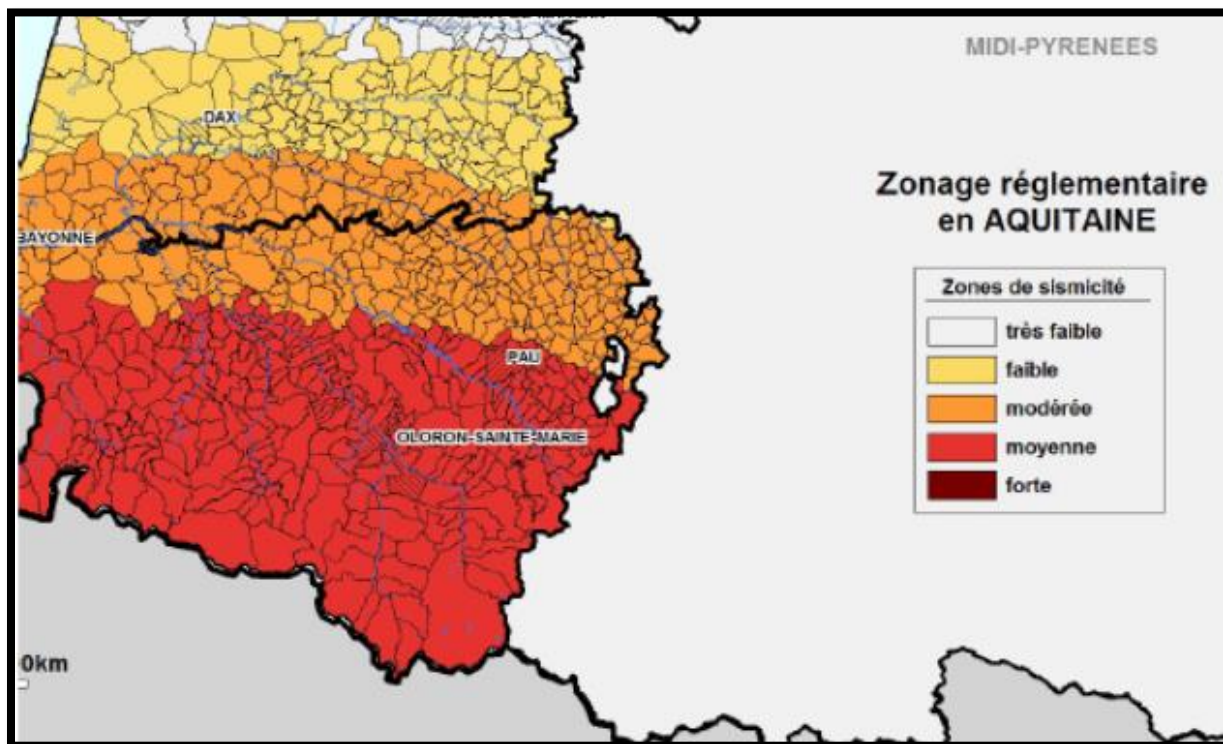 MIDI-PYRENEES
DAX
Zonage réglementaire
en AQUITAINE
BAYONNE
Zones de sismicité
très faible
faible
modérée
moyenne
forte
PAU
OLORON-SAINTE-MARIE
0km